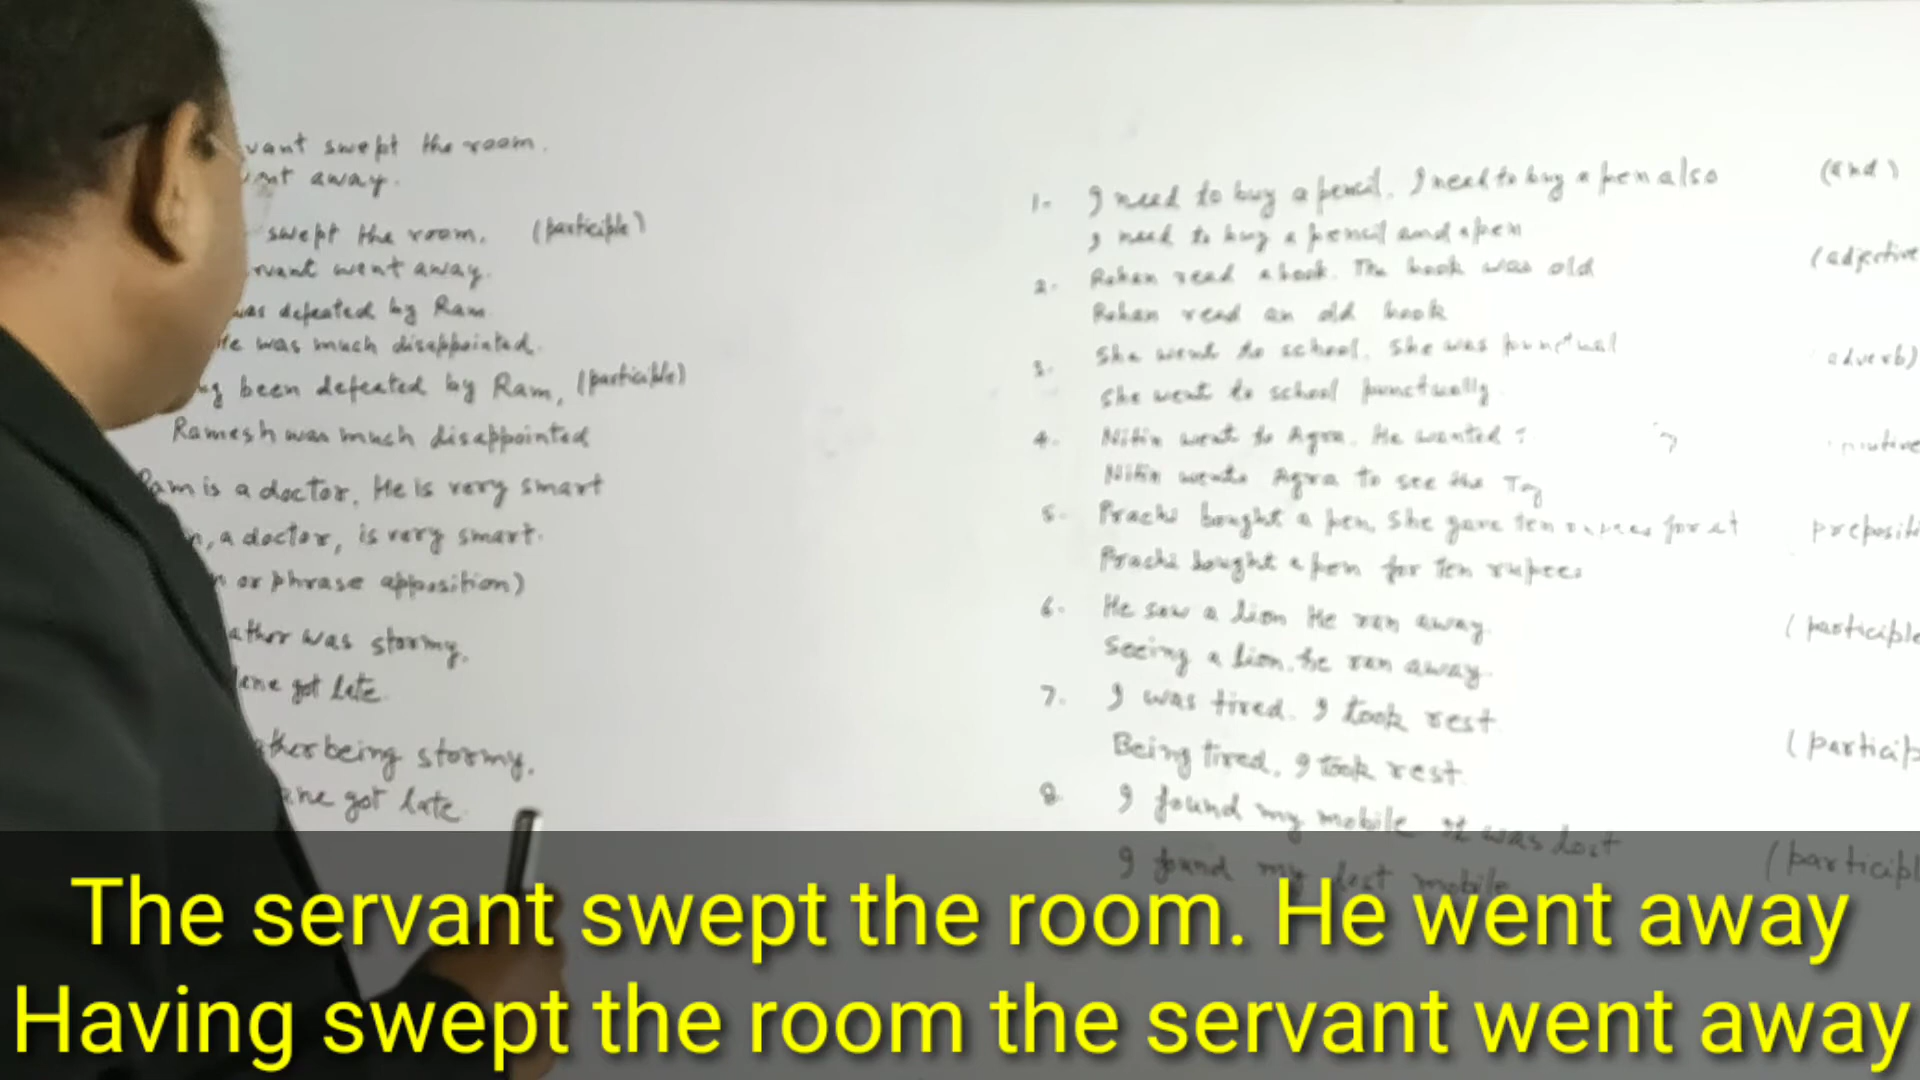 vant swept the room.
ent away.
swept the room, (participle)
rvant went away.
was defeated by Ram.
He was much disappointed.
g been defeated by Ram, (participle)
Ramesh was much disappointed
Ram is a doctor. He is very smart
n, a doctor, is very smart.
n or phrase apposition)
ather was stormy.
lane got late.
ather being stormy,
ane got late.
1. I need to buy a pencil. I need to buy a pen also (and)
I need to buy a pencil and a pen
2. Rohan read a book. The book was old (adjective
Rohan read an old book
3. She went to school. She was punctual adverb)
She went to school punctually.
4. Nitin went to Agra. He wanted
Nitin went to Agra to see the Taj
5. Prachi bought a pen. She gave ten rupees for it preposit
Prachi bought a pen for ten rupees
6. He saw a lion He ran away. (participle
Seeing a lion, he ran away.
7. I was tired. I took rest
Being tired, I took rest. (particip
8 I found my mobile It was lost
I found my lost mobile (participl
The servant swept the room. He went away
Having swept the room the servant went away